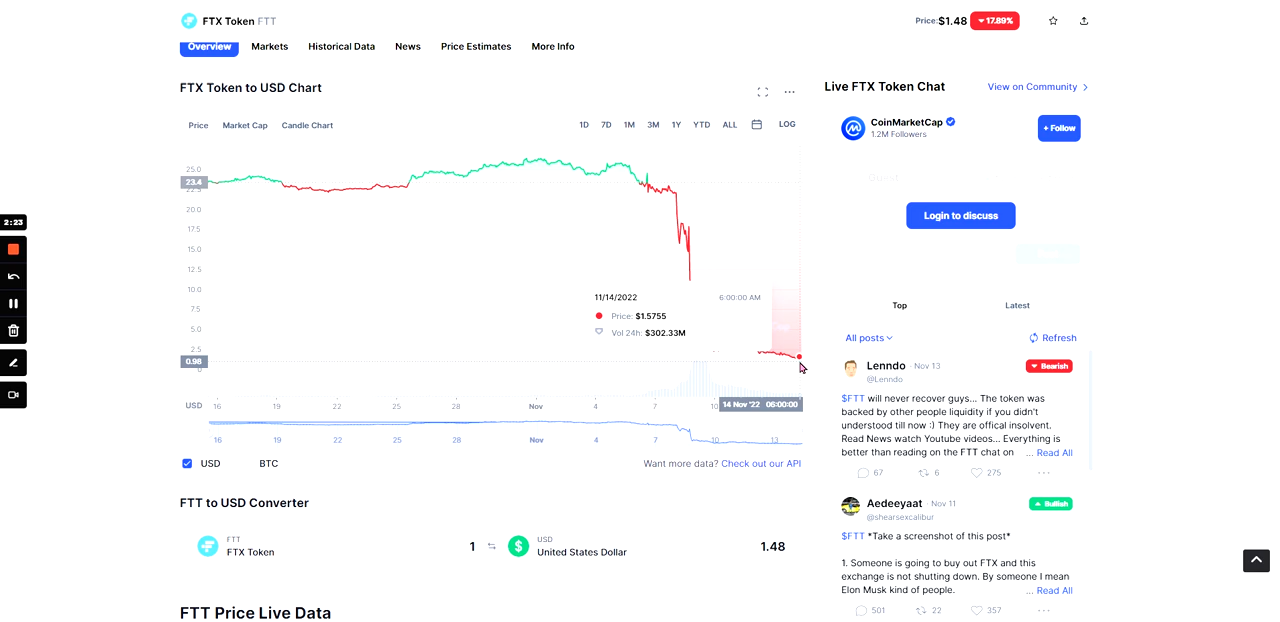 FTX Token FTT
Price: $1.48 17.89%
Overview Markets Historical Data News Price Estimates More Info
FTX Token to USD Chart
Price Market Cap Candle Chart
1D 7D 1M 3M 1Y YTD ALL LOG
25.0
23.4
22.5
20.0
17.5
15.0
12.5
10.0
7.5
5.0
2.5
0.98
0
11/14/2022 6:00:00 AM
Price: $1.5755
Vol 24h: $302.33M
USD 16 19 22 25 28 Nov 4 7 10 14 Nov '22 06:00:00
16 19 22 25 28 Nov 4 7 10 13
USD BTC
Want more data? Check out our API
FTT to USD Converter
FTT
FTX Token
1
USD
United States Dollar
1.48
FTT Price Live Data
2:23
Live FTX Token Chat
View on Community
CoinMarketCap
1.2M Followers
+ Follow
Guest
Login to discuss
Top Latest
All posts Refresh
Lenndo · Nov 13 Bearish
@Lenndo
$FTT will never recover guys... The token was
backed by other people liquidity if you didn't
understood till now :) They are offical insolvent.
Read News watch Youtube videos... Everything is
better than reading on the FTT chat on ... Read All
67 6 275 ...
Aedeeyaat · Nov 11 Bullish
@shearsexcalibur
$FTT *Take a screenshot of this post*
1. Someone is going to buy out FTX and this
exchange is not shutting down. By someone I mean
Elon Musk kind of people. ... Read All
501 22 357 ...